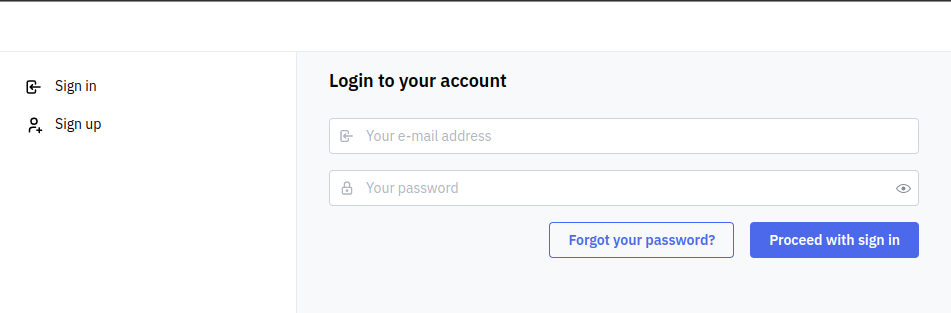 Sign in
Sign up
Login to your account
Your e-mail address
Your password
Forgot your password?
Proceed with sign in